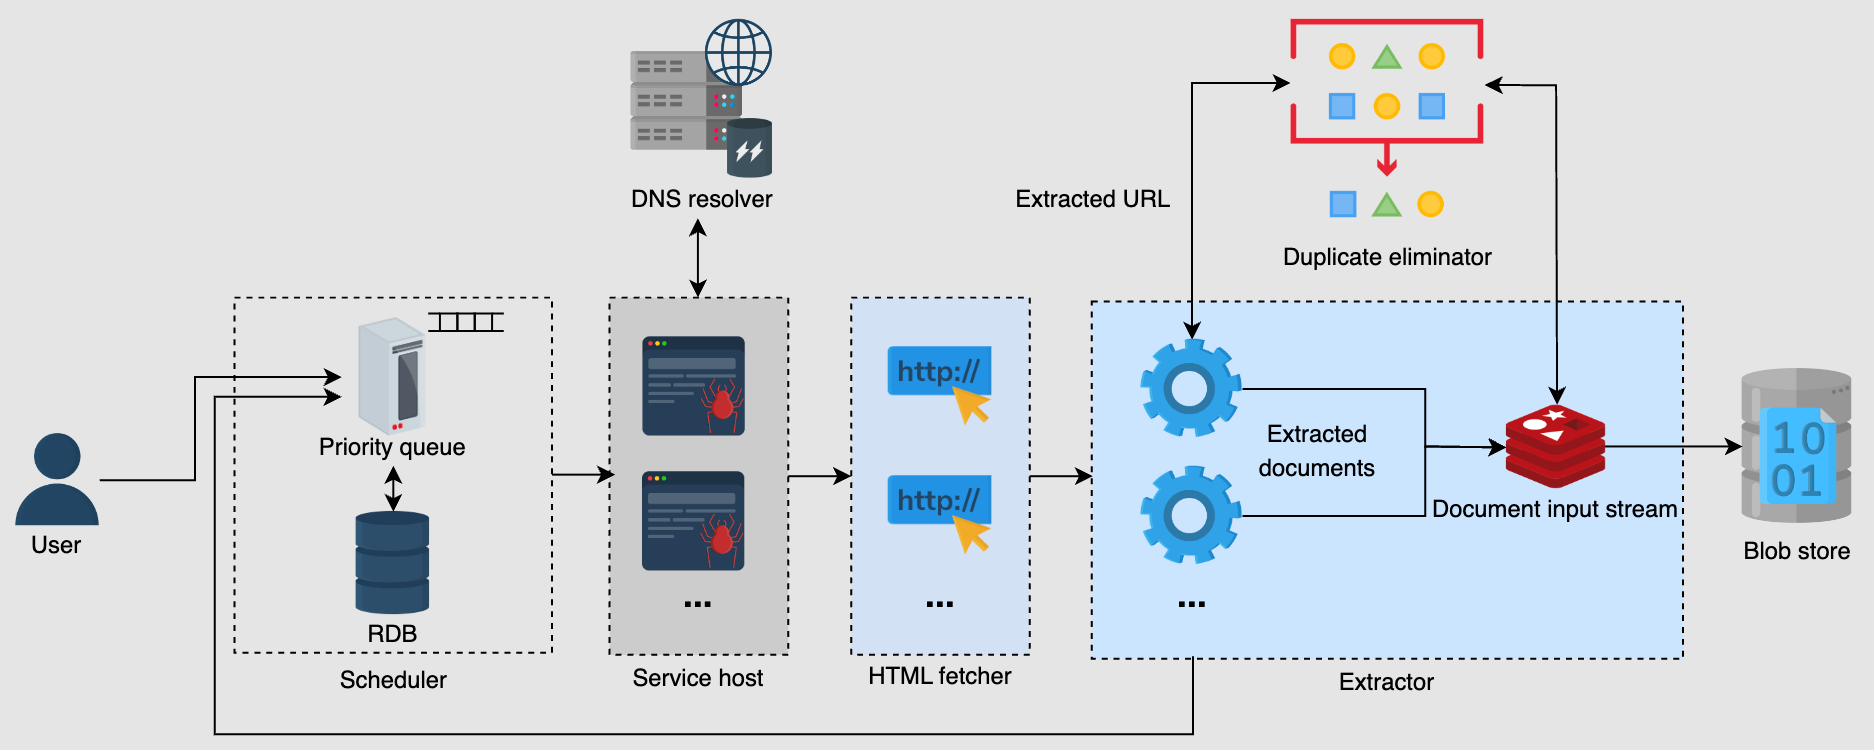 DNS resolver
Extracted URL
Duplicate eliminator
Priority queue
RDB
Scheduler
User
Service host
http://
http://
HTML fetcher
Extracted
documents
Document input stream
Extractor
10
01
Blob store
...
...
...